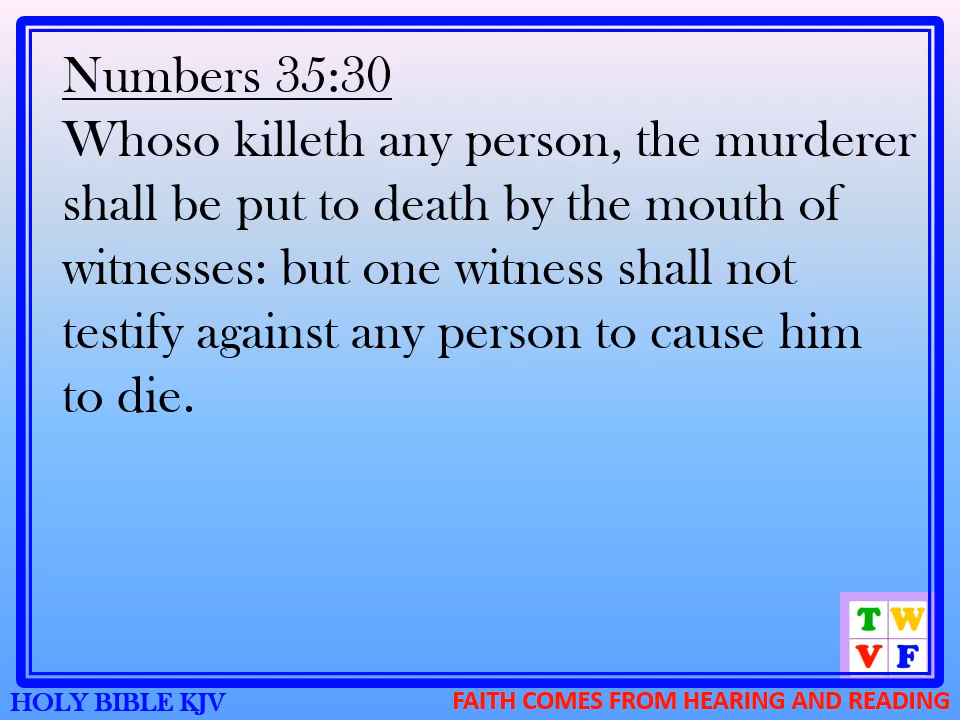 Numbers 35:30
Whoso killeth any person, the murderer
shall be put to death by the mouth of
witnesses: but one witness shall not
testify against any person to cause him
to die.
T W
V F
HOLY BIBLE KJV
FAITH COMES FROM HEARING AND READING